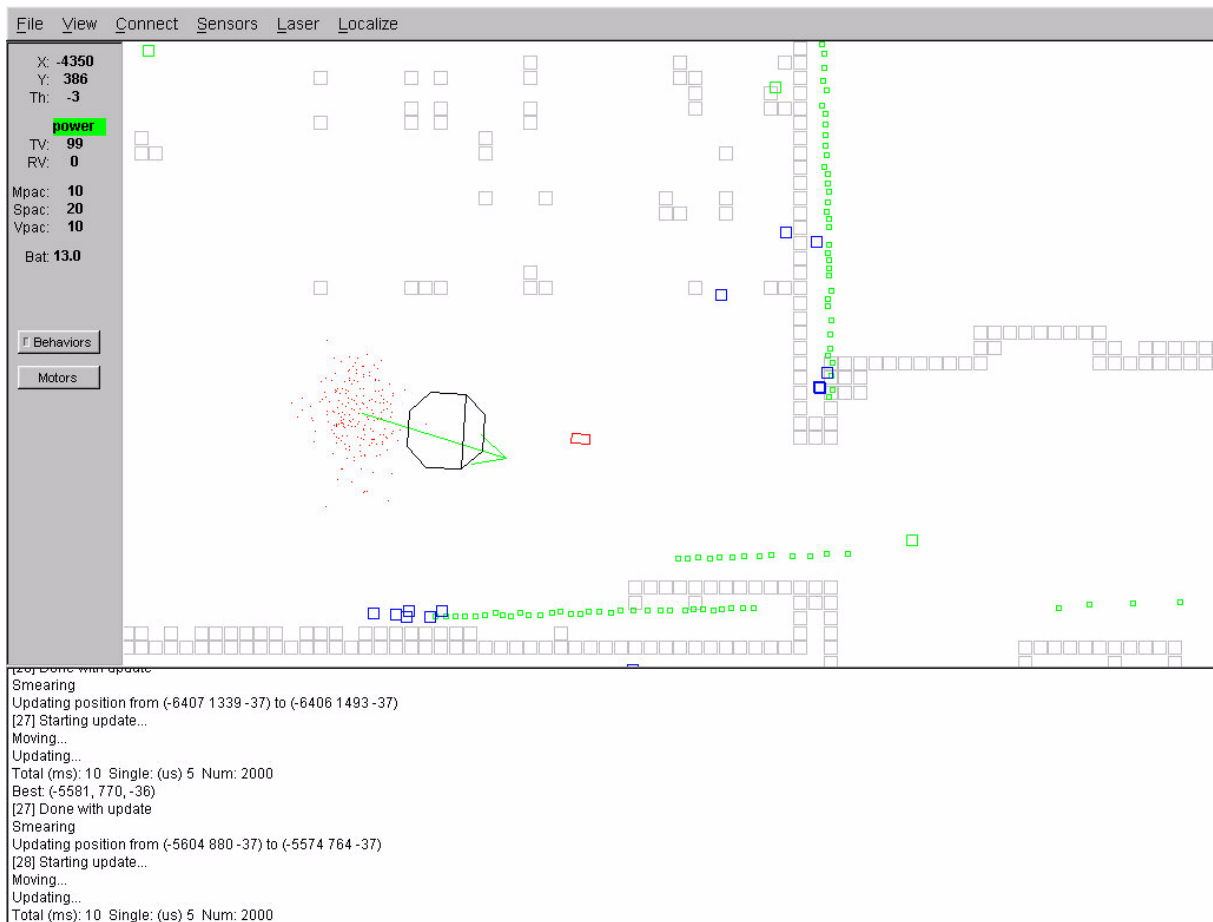 File View Connect Sensors Laser Localize
X: -4350
Y: 386
Th: -3
power
TV: 99
RV: 0
Mpac: 10
Spac: 20
Vpac: 10
Bat: 13.0
Behaviors
Motors
[26] Done with update
Smearing
Updating position from (-6407 1339 -37) to (-6406 1493 -37)
[27] Starting update...
Moving...
Updating...
Total (ms): 10 Single: (us) 5 Num: 2000
Best: (-5581, 770, -36)
[27] Done with update
Smearing
Updating position from (-5604 880 -37) to (-5574 764 -37)
[28] Starting update...
Moving...
Updating...
Total (ms): 10 Single: (us) 5 Num: 2000